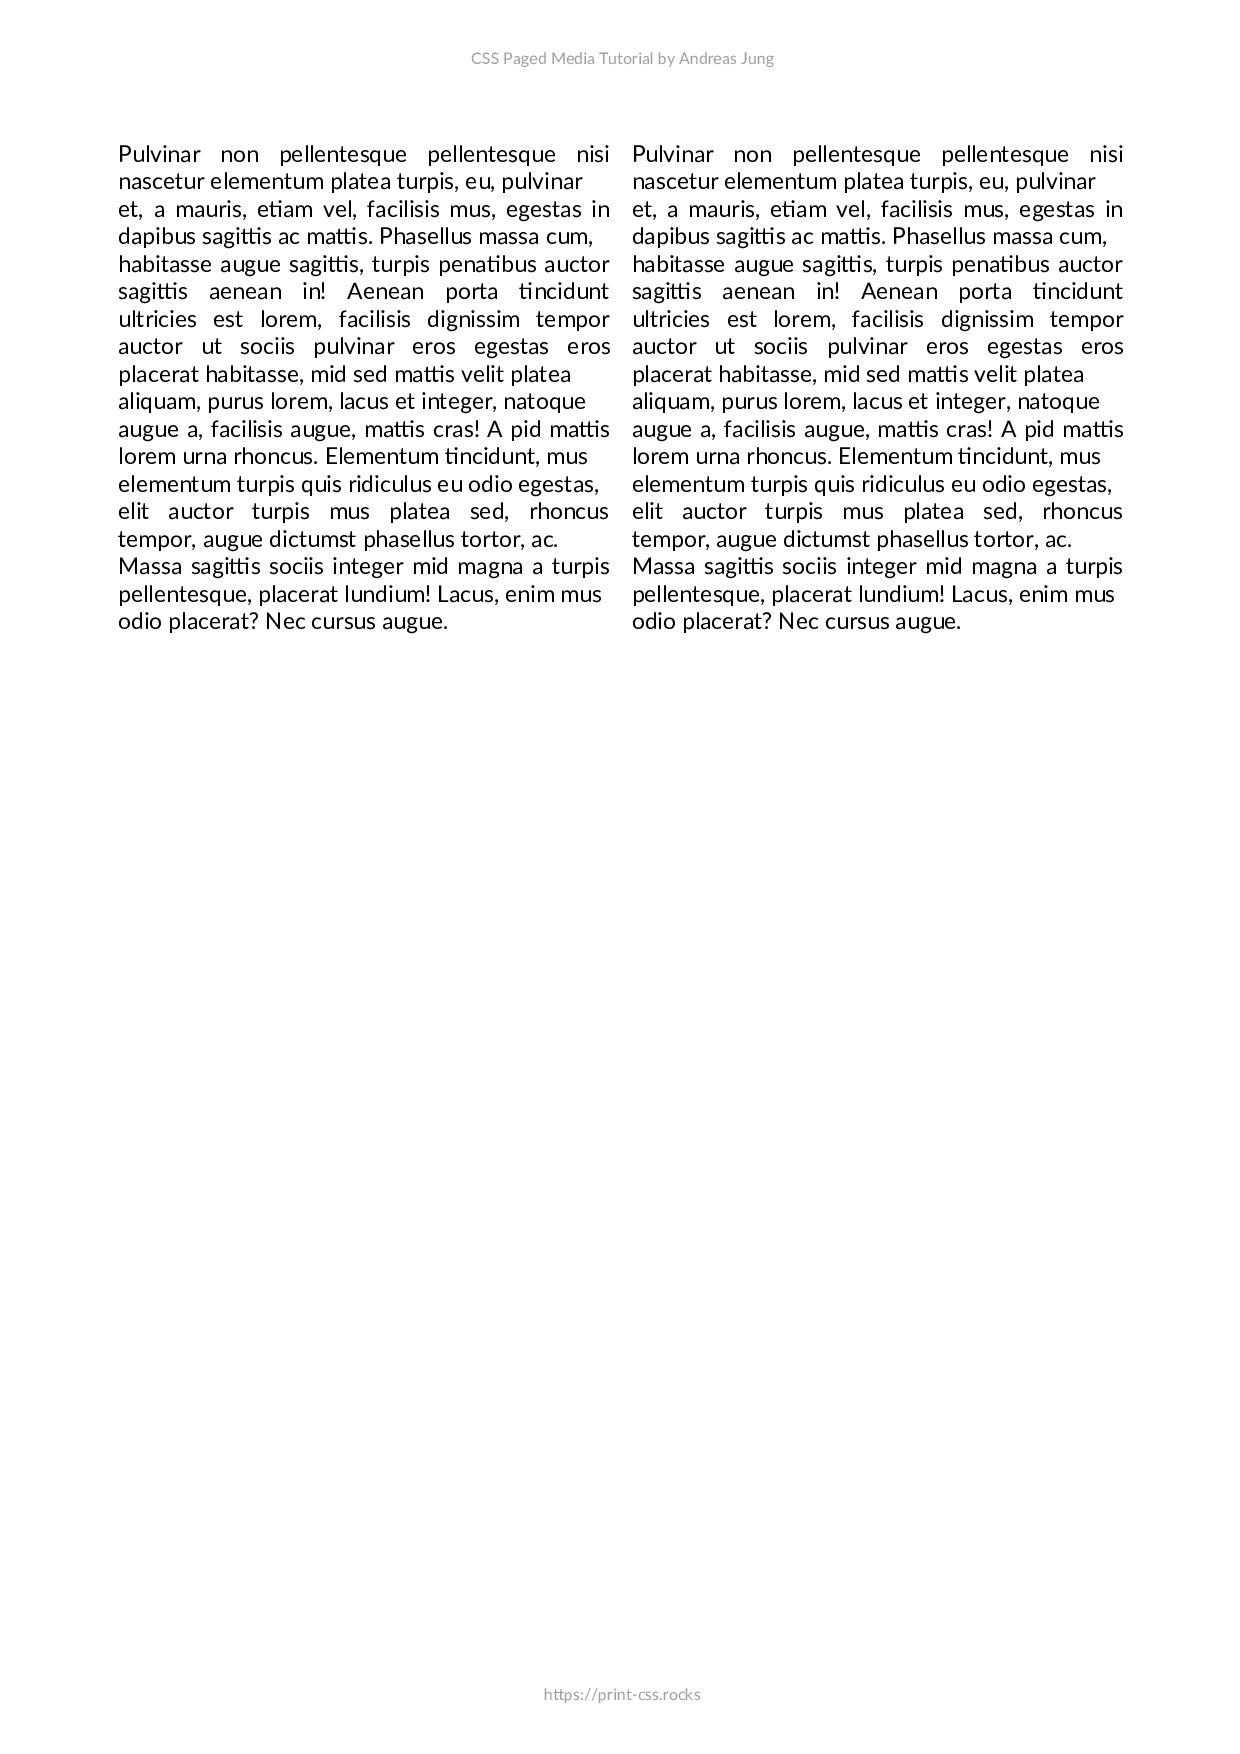 CSS Paged Media Tutorial by Andreas Jung
Pulvinar non pellentesque pellentesque nisi
nascetur elementum platea turpis, eu, pulvinar
et, a mauris, etiam vel, facilisis mus, egestas in
dapibus sagittis ac mattis. Phasellus massa cum,
habitasse augue sagittis, turpis penatibus auctor
sagittis aenean in! Aenean porta tincidunt
ultricies est lorem, facilisis dignissim tempor
auctor ut sociis pulvinar eros egestas eros
placerat habitasse, mid sed mattis velit platea
aliquam, purus lorem, lacus et integer, natoque
augue a, facilisis augue, mattis cras! A pid mattis
lorem urna rhoncus. Elementum tincidunt, mus
elementum turpis quis ridiculus eu odio egestas,
elit auctor turpis mus platea sed, rhoncus
tempor, augue dictumst phasellus tortor, ac.
Massa sagittis sociis integer mid magna a turpis
pellentesque, placerat lundium! Lacus, enim mus
odio placerat? Nec cursus augue.
Pulvinar non pellentesque pellentesque nisi
nascetur elementum platea turpis, eu, pulvinar
et, a mauris, etiam vel, facilisis mus, egestas in
dapibus sagittis ac mattis. Phasellus massa cum,
habitasse augue sagittis, turpis penatibus auctor
sagittis aenean in! Aenean porta tincidunt
ultricies est lorem, facilisis dignissim tempor
auctor ut sociis pulvinar eros egestas eros
placerat habitasse, mid sed mattis velit platea
aliquam, purus lorem, lacus et integer, natoque
augue a, facilisis augue, mattis cras! A pid mattis
lorem urna rhoncus. Elementum tincidunt, mus
elementum turpis quis ridiculus eu odio egestas,
elit auctor turpis mus platea sed, rhoncus
tempor, augue dictumst phasellus tortor, ac.
Massa sagittis sociis integer mid magna a turpis
pellentesque, placerat lundium! Lacus, enim mus
odio placerat? Nec cursus augue.
https://print-css.rocks